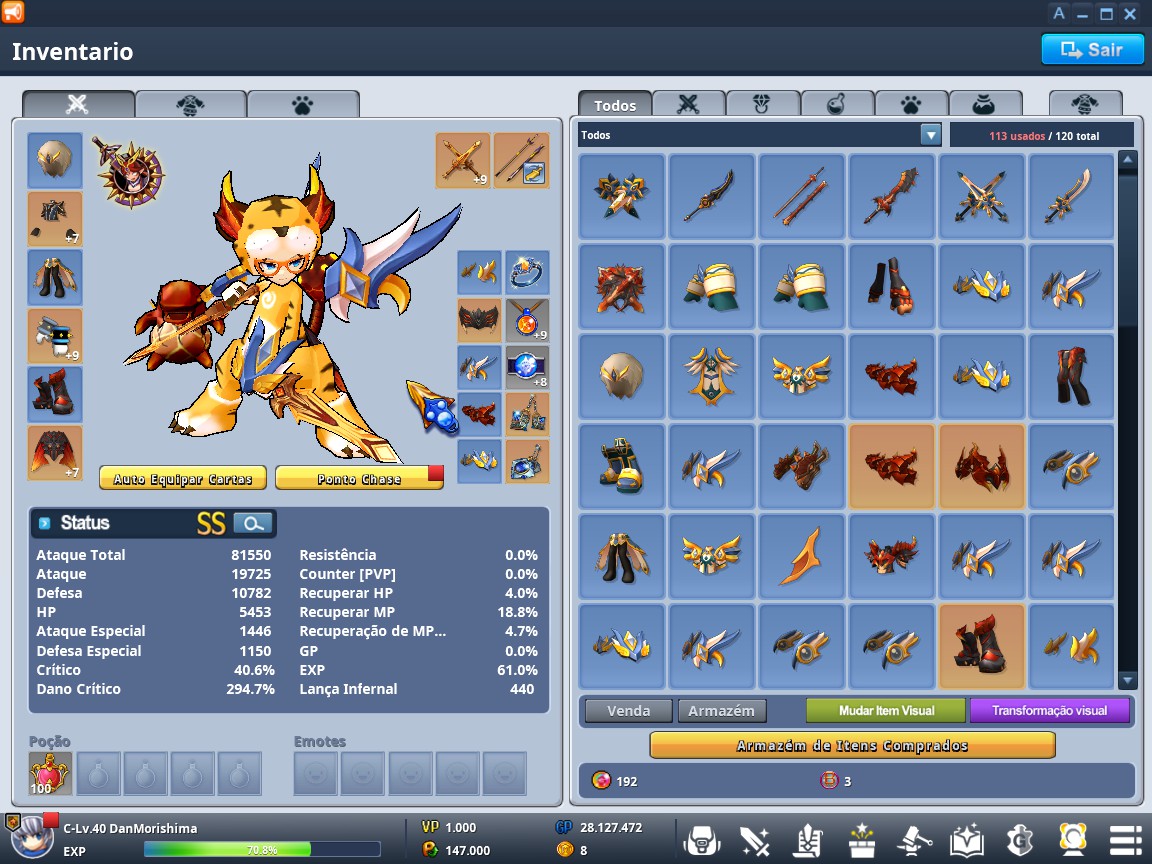 A
Inventario
Sair
Todos
Todos
113 usados / 120 total
+9
+7
+9
+9
+8
+7
Auto Equipar Cartas
Ponto Chase
Status
SS
Ataque Total 81550
Ataque 19725
Defesa 10782
HP 5453
Ataque Especial 1446
Defesa Especial 1150
Crítico 40.6%
Dano Crítico 294.7%
Resistência 0.0%
Counter [PVP] 0.0%
Recuperar HP 4.0%
Recuperar MP 18.8%
Recuperação de MP... 4.7%
GP 0.0%
EXP 61.0%
Lança Infernal 440
Poção
100
Emotes
Venda
Armazém
Mudar Item Visual
Transformação visual
Armazém de Itens Comprados
192
3
C-Lv.40 DanMorishima
EXP
70.8%
VP 1.000
GP 28.127.472
147.000
8